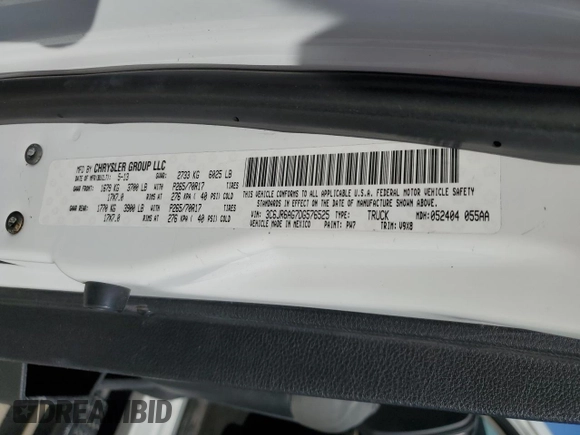 MFD BY CHRYSLER GROUP LLC
DATE OF MFR: 5-13 GVWR: 2733 KG 6025 LB
GAWR FRONT: 1679 KG 3700 LB WITH P265/70R17 TIRES
17X7.0 RIMS AT 276 KPA / 40 PSI/ COLD
GAWR REAR: 1770 KG 3900 LB WITH P265/70R17 TIRES
17X7.0 RIMS AT 276 KPA / 40 PSI/ COLD
THIS VEHICLE CONFORMS TO ALL APPLICABLE U.S.A. FEDERAL MOTOR VEHICLE SAFETY
STANDARDS IN EFFECT ON THE DATE OF MANUFACTURE SHOWN ABOVE.
VIN: 3C6JR6AG7DG576525 TYPE: TRUCK MDH: 052404 055AA
VEHICLE MADE IN MEXICO PAINT: PW7 TRIM: V9X8
DREAMBID